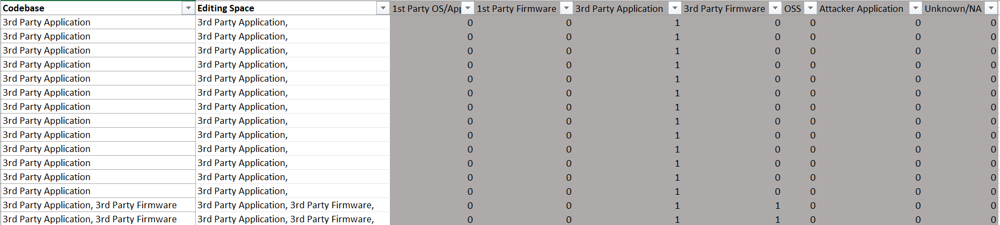 Codebase Editing Space 1st Party OS/App 1st Party Firmware 3rd Party Application 3rd Party Firmware OSS Attacker Application Unknown/NA
3rd Party Application 3rd Party Application, 0 0 1 0 0 0 0
3rd Party Application 3rd Party Application, 0 0 1 0 0 0 0
3rd Party Application 3rd Party Application, 0 0 1 0 0 0 0
3rd Party Application 3rd Party Application, 0 0 1 0 0 0 0
3rd Party Application 3rd Party Application, 0 0 1 0 0 0 0
3rd Party Application 3rd Party Application, 0 0 1 0 0 0 0
3rd Party Application 3rd Party Application, 0 0 1 0 0 0 0
3rd Party Application 3rd Party Application, 0 0 1 0 0 0 0
3rd Party Application 3rd Party Application, 0 0 1 0 0 0 0
3rd Party Application 3rd Party Application, 0 0 1 0 0 0 0
3rd Party Application 3rd Party Application, 0 0 1 0 0 0 0
3rd Party Application 3rd Party Application, 0 0 1 0 0 0 0
3rd Party Application 3rd Party Application, 0 0 1 0 0 0 0
3rd Party Application, 3rd Party Firmware 3rd Party Application, 3rd Party Firmware, 0 0 1 1 0 0 0
3rd Party Application, 3rd Party Firmware 3rd Party Application, 3rd Party Firmware, 0 0 1 1 0 0 0